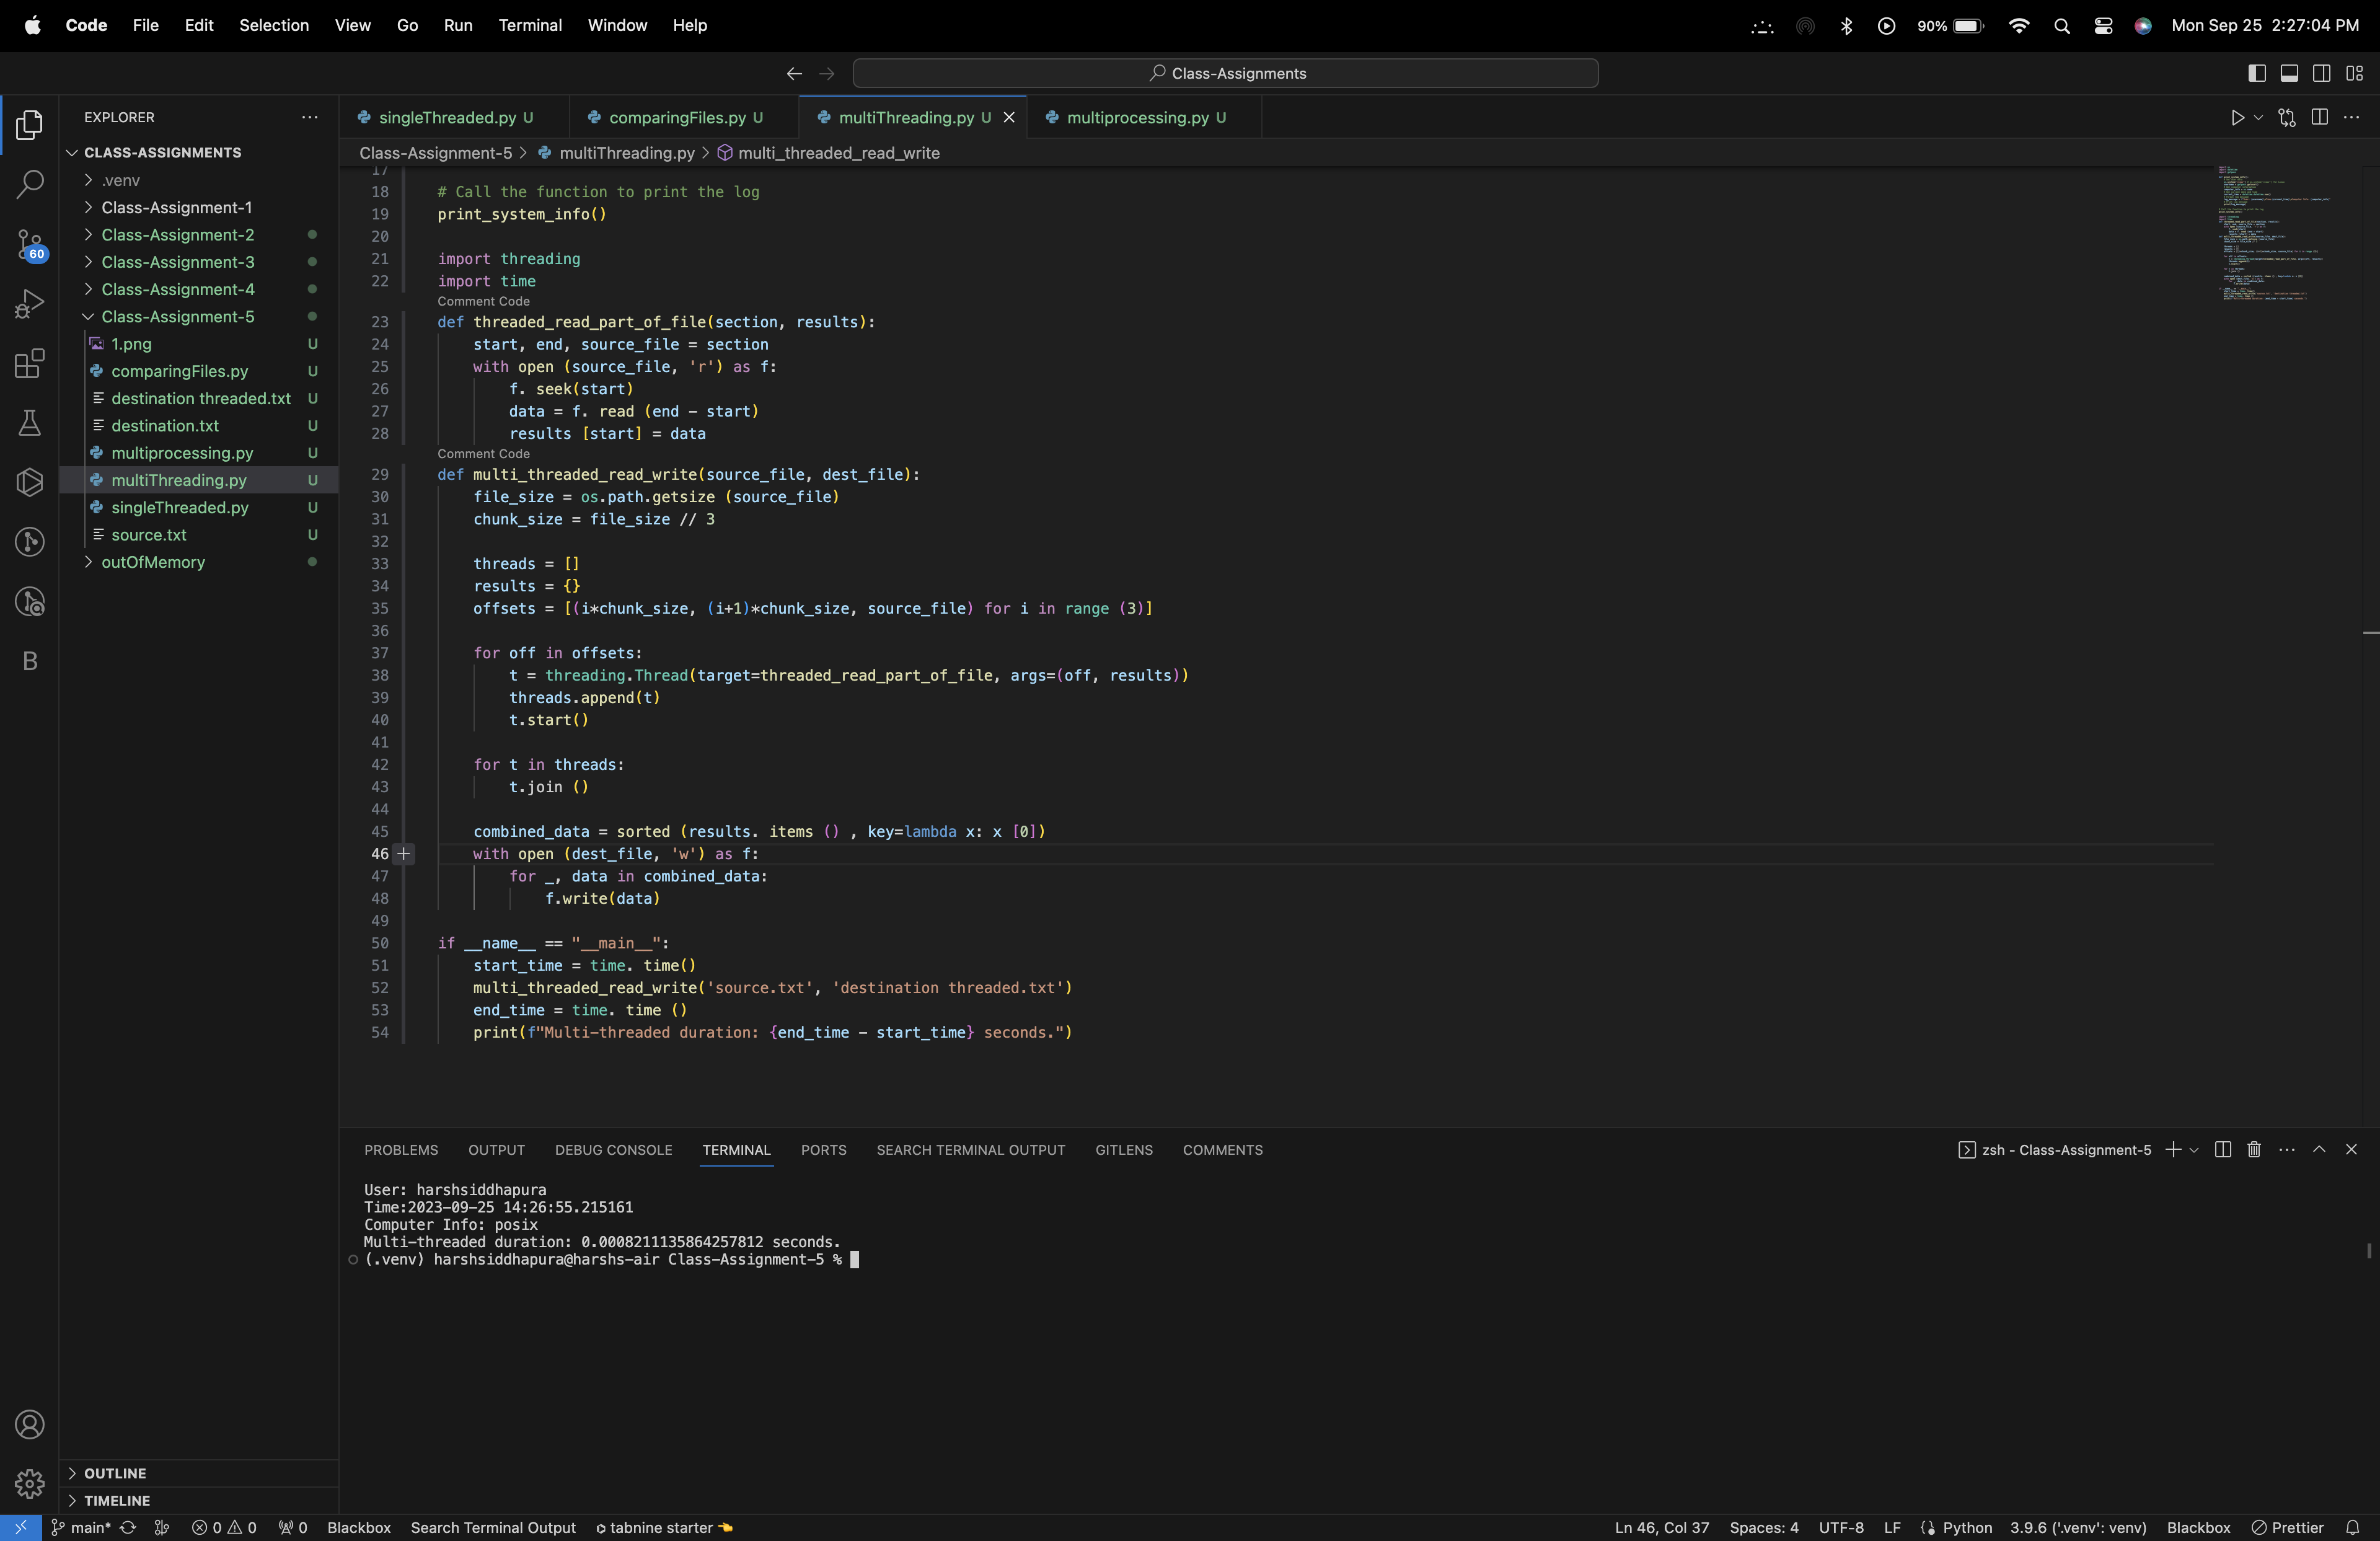 Code File Edit Selection View Go Run Terminal Window Help 90% Mon Sep 25 2:27:04 PM
Class-Assignments
EXPLORER
CLASS-ASSIGNMENTS
.venv
Class-Assignment-1
Class-Assignment-2
Class-Assignment-3
Class-Assignment-4
Class-Assignment-5
1.png U
comparingFiles.py U
destination threaded.txt U
destination.txt U
multiprocessing.py U
multiThreading.py U
singleThreaded.py U
source.txt U
outOfMemory
OUTLINE
TIMELINE
60
B
singleThreaded.py U comparingFiles.py U multiThreading.py U multiprocessing.py U
Class-Assignment-5 > multiThreading.py > multi_threaded_read_write
17
18 # Call the function to print the log
19 print_system_info()
20
21 import threading
22 import time
Comment Code
23 def threaded_read_part_of_file(section, results):
24 start, end, source_file = section
25 with open (source_file, 'r') as f:
26 f. seek(start)
27 data = f. read (end - start)
28 results [start] = data
Comment Code
29 def multi_threaded_read_write(source_file, dest_file):
30 file_size = os.path.getsize (source_file)
31 chunk_size = file_size // 3
32
33 threads = []
34 results = {}
35 offsets = [(i*chunk_size, (i+1)*chunk_size, source_file) for i in range (3)]
36
37 for off in offsets:
38 t = threading.Thread(target=threaded_read_part_of_file, args=(off, results))
39 threads.append(t)
40 t.start()
41
42 for t in threads:
43 t.join ()
44
45 combined_data = sorted (results. items () , key=lambda x: x [0])
46 with open (dest_file, 'w') as f:
47 for _, data in combined_data:
48 f.write(data)
49
50 if __name__ == "__main__":
51 start_time = time. time()
52 multi_threaded_read_write('source.txt', 'destination threaded.txt')
53 end_time = time. time ()
54 print(f"Multi-threaded duration: {end_time - start_time} seconds.")
PROBLEMS OUTPUT DEBUG CONSOLE TERMINAL PORTS SEARCH TERMINAL OUTPUT GITLENS COMMENTS zsh - Class-Assignment-5
User: harshsiddhapura
Time:2023-09-25 14:26:55.215161
Computer Info: posix
Multi-threaded duration: 0.0008211135864257812 seconds.
(.venv) harshsiddhapura@harshs-air Class-Assignment-5 %
main* 0 0 0 Blackbox Search Terminal Output tabnine starter Ln 46, Col 37 Spaces: 4 UTF-8 LF Python 3.9.6 ('.venv': venv) Blackbox Prettier